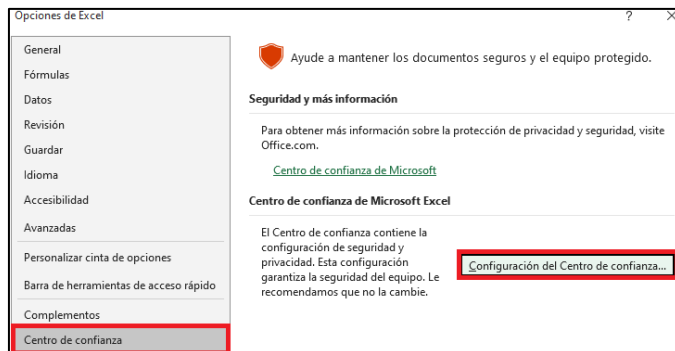 Opciones de Excel
?
General
Fórmulas
Datos
Revisión
Guardar
Idioma
Accesibilidad
Avanzadas
Personalizar cinta de opciones
Barra de herramientas de acceso rápido
Complementos
Centro de confianza
Ayude a mantener los documentos seguros y el equipo protegido.
Seguridad y más información
Para obtener más información sobre la protección de privacidad y seguridad, visite
Office.com.
Centro de confianza de Microsoft
Centro de confianza de Microsoft Excel
El Centro de confianza contiene la
configuración de seguridad y
privacidad. Esta configuración
garantiza la seguridad del equipo. Le
recomendamos que no la cambie.
Configuración del Centro de confianza...